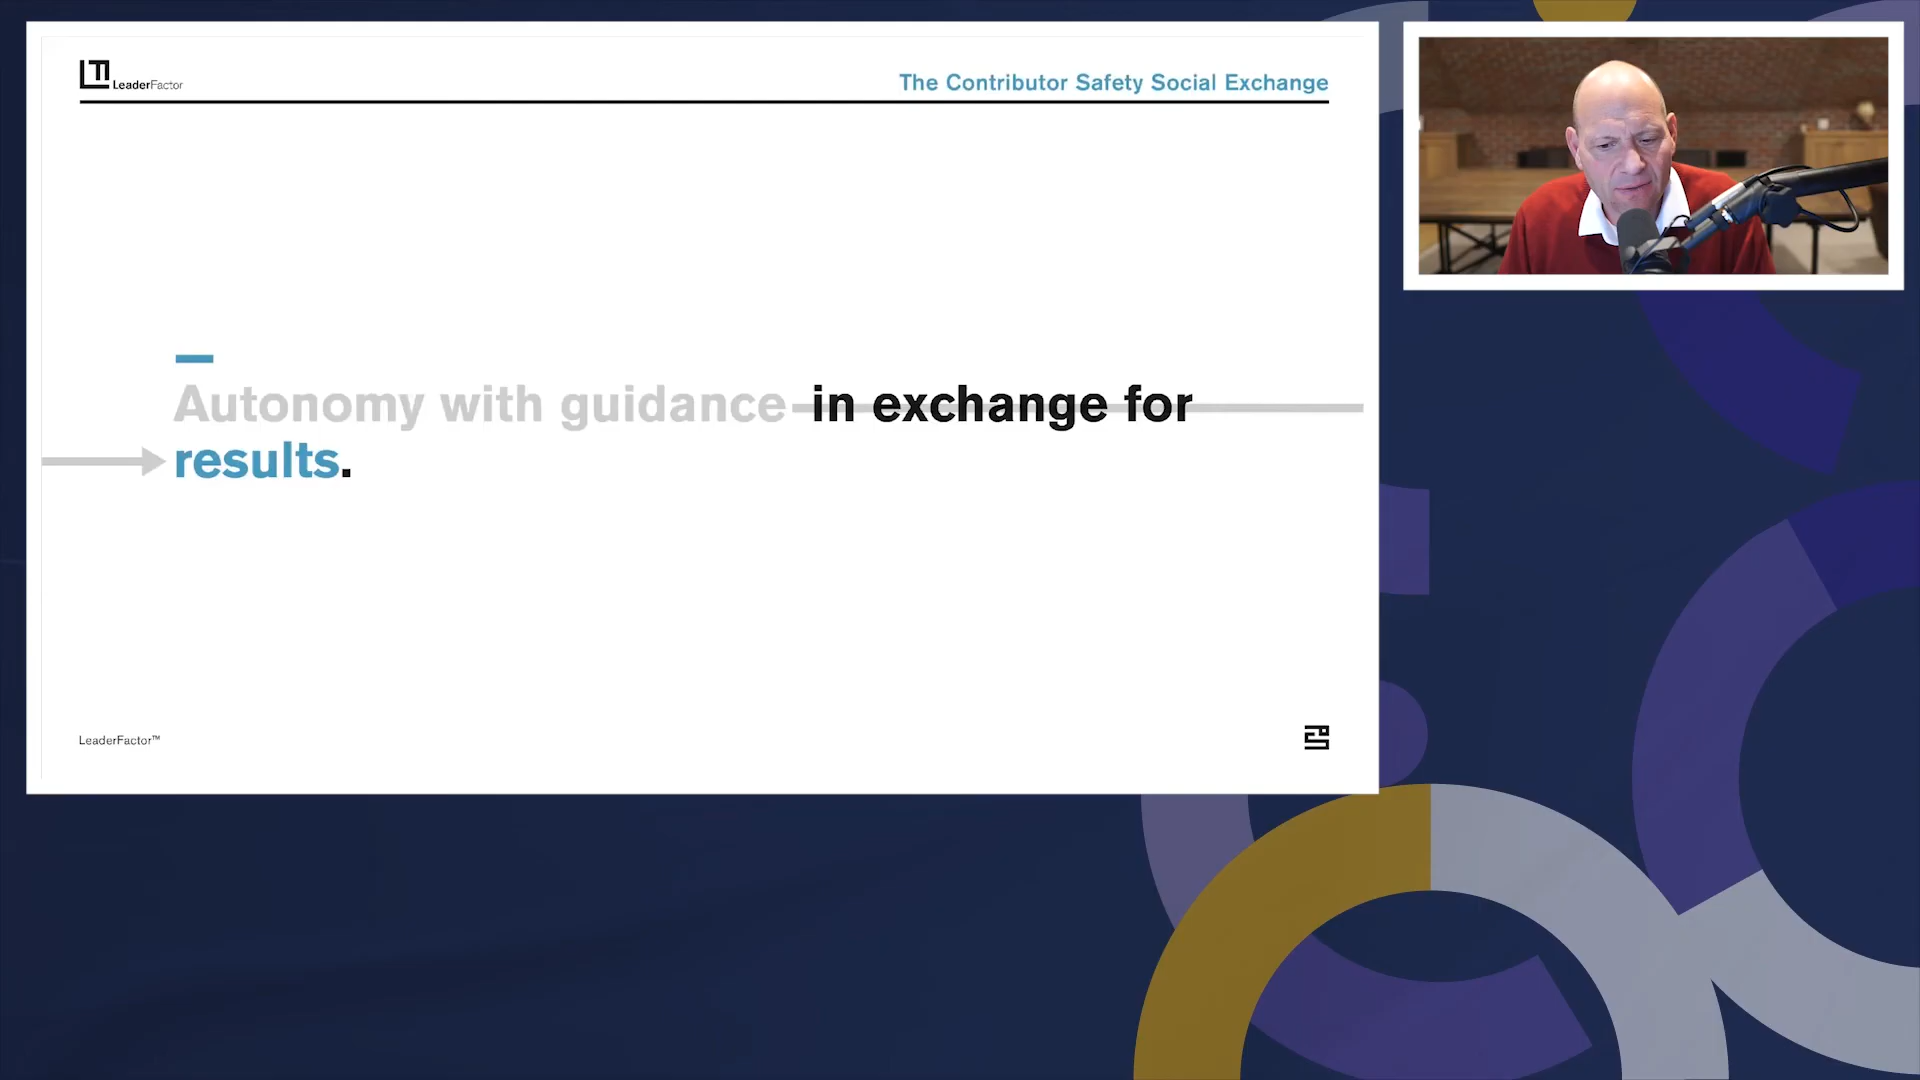 LeaderFactor
The Contributor Safety Social Exchange
Autonomy with guidance in exchange for
results.
LeaderFactor™